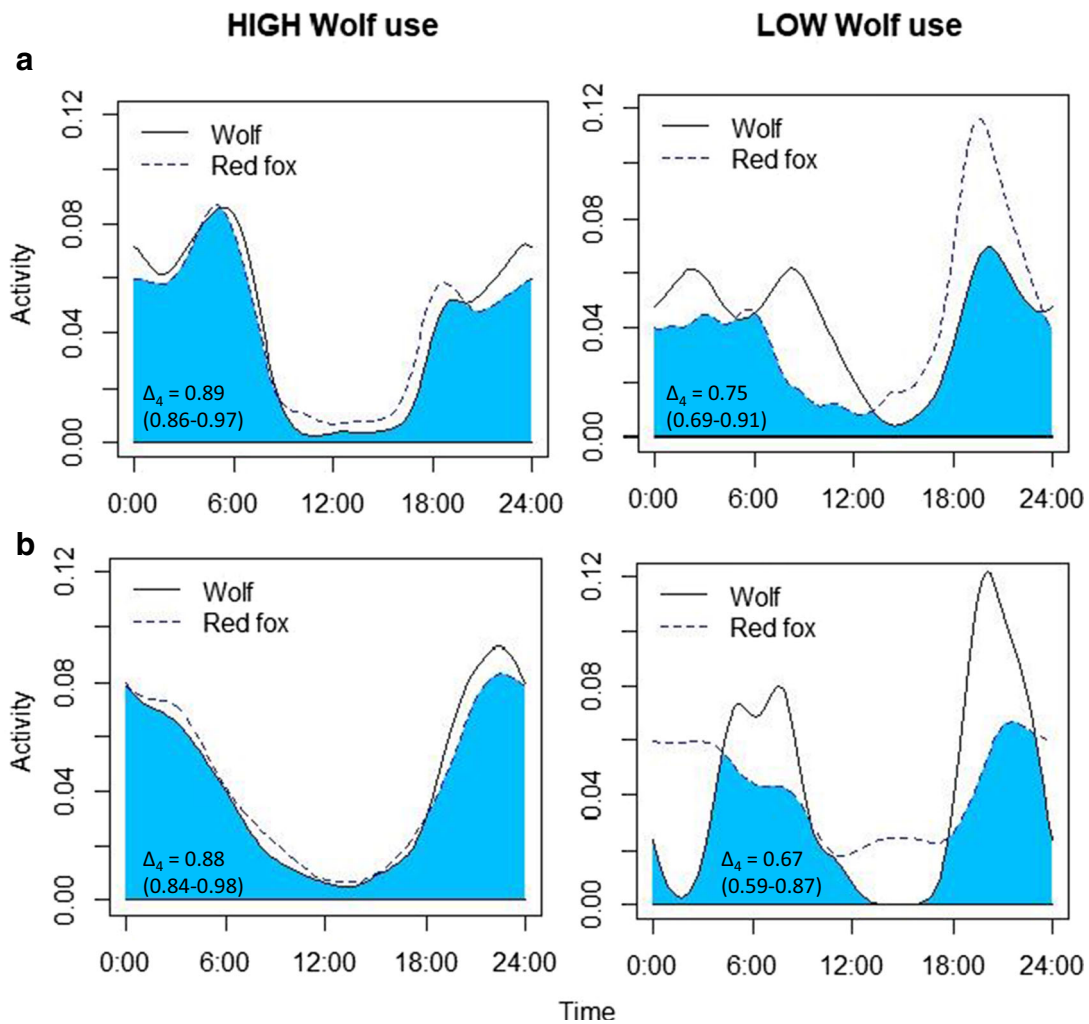 HIGH Wolf use
LOW Wolf use
a
Wolf
Red fox
Activity
0.12
0.08
0.04
0.00
Δ4 = 0.89
(0.86-0.97)
0:00 6:00 12:00 18:00 24:00
Wolf
Red fox
0.12
0.08
0.04
0.00
Δ4 = 0.75
(0.69-0.91)
0:00 6:00 12:00 18:00 24:00
b
Wolf
Red fox
Activity
0.12
0.08
0.04
0.00
Δ4 = 0.88
(0.84-0.98)
0:00 6:00 12:00 18:00 24:00
Wolf
Red fox
0.12
0.08
0.04
0.00
Δ4 = 0.67
(0.59-0.87)
0:00 6:00 12:00 18:00 24:00
Time